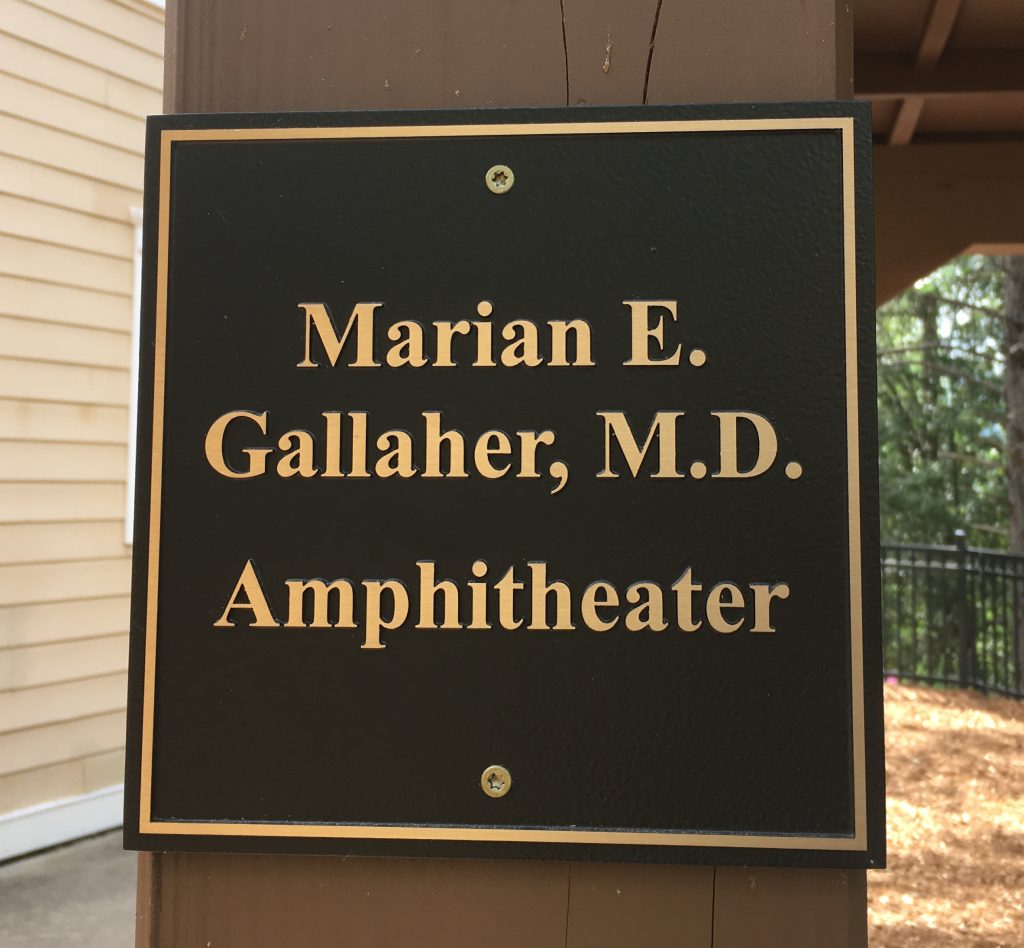 Marian E.
Gallaher, M.D.
Amphitheater